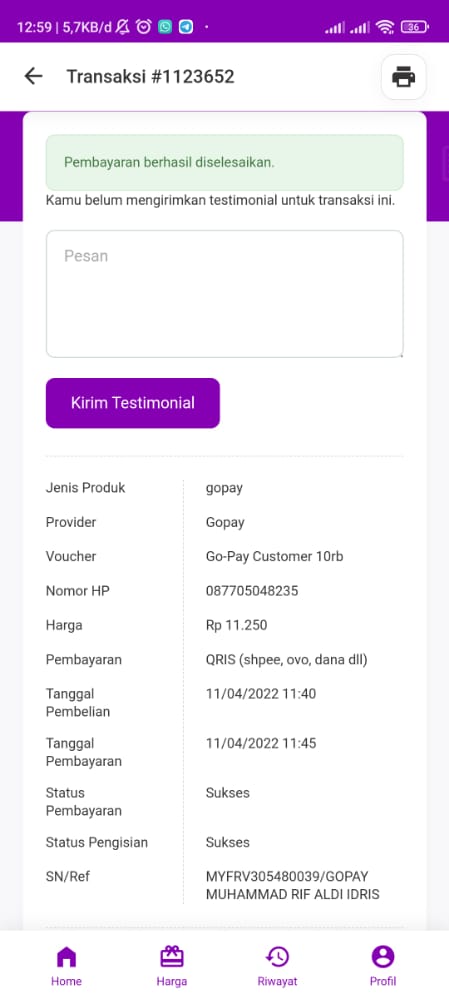 12:59 | 5,7KB/d
36
Transaksi #1123652
Pembayaran berhasil diselesaikan.
Kamu belum mengirimkan testimonial untuk transaksi ini.
Pesan
Kirim Testimonial
Jenis Produk gopay
Provider Gopay
Voucher Go-Pay Customer 10rb
Nomor HP 087705048235
Harga Rp 11.250
Pembayaran QRIS (shpee, ovo, dana dll)
Tanggal Pembelian 11/04/2022 11:40
Tanggal Pembayaran 11/04/2022 11:45
Status Pembayaran Sukses
Status Pengisian Sukses
SN/Ref MYFRV305480039/GOPAY
MUHAMMAD RIF ALDI IDRIS
Home Harga Riwayat Profil